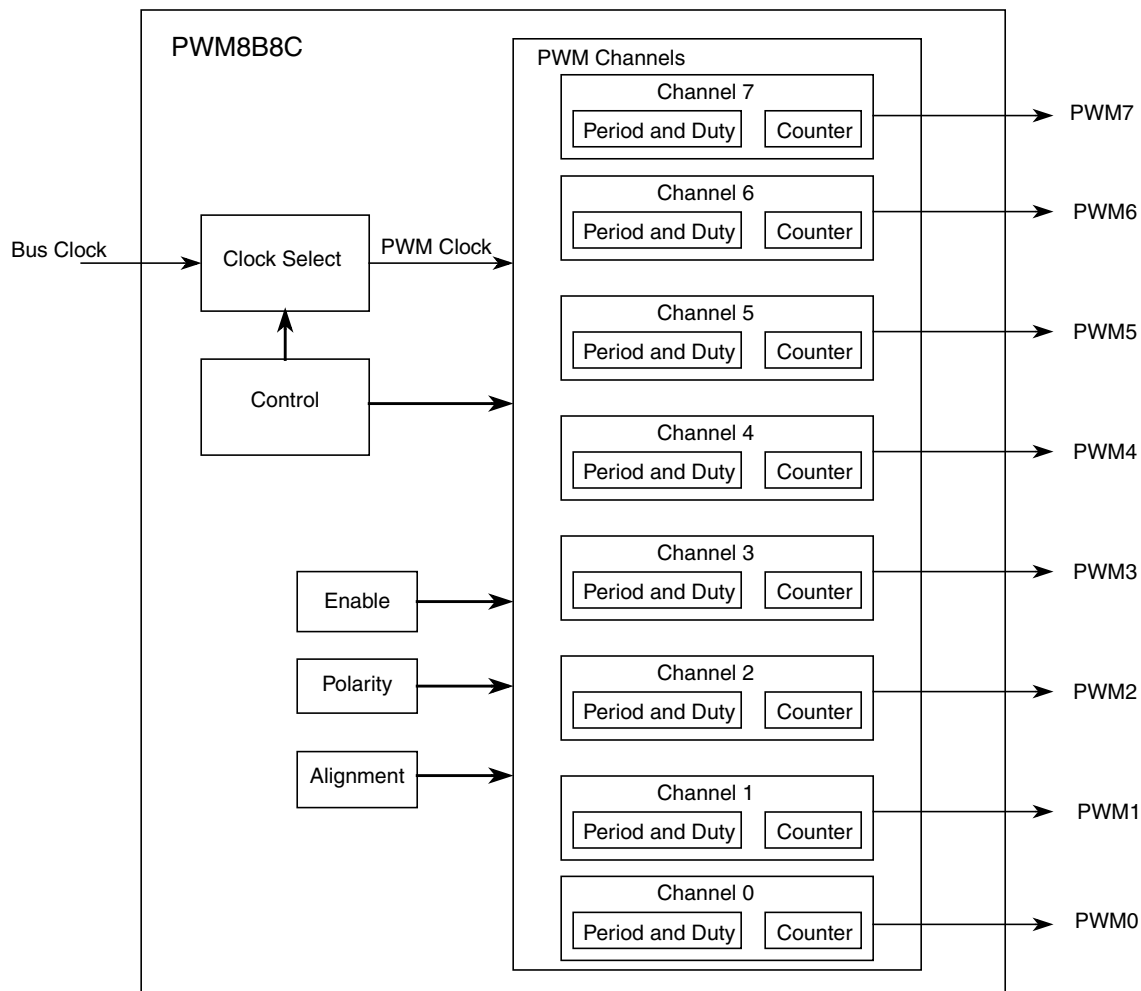 PWM8B8C
PWM Channels
Channel 7
Period and Duty
Counter
PWM7
Channel 6
Period and Duty
Counter
PWM6
Bus Clock
Clock Select
PWM Clock
Channel 5
Period and Duty
Counter
PWM5
Control
Channel 4
Period and Duty
Counter
PWM4
Channel 3
Period and Duty
Counter
PWM3
Enable
Polarity
Channel 2
Period and Duty
Counter
PWM2
Alignment
Channel 1
Period and Duty
Counter
PWM1
Channel 0
Period and Duty
Counter
PWM0